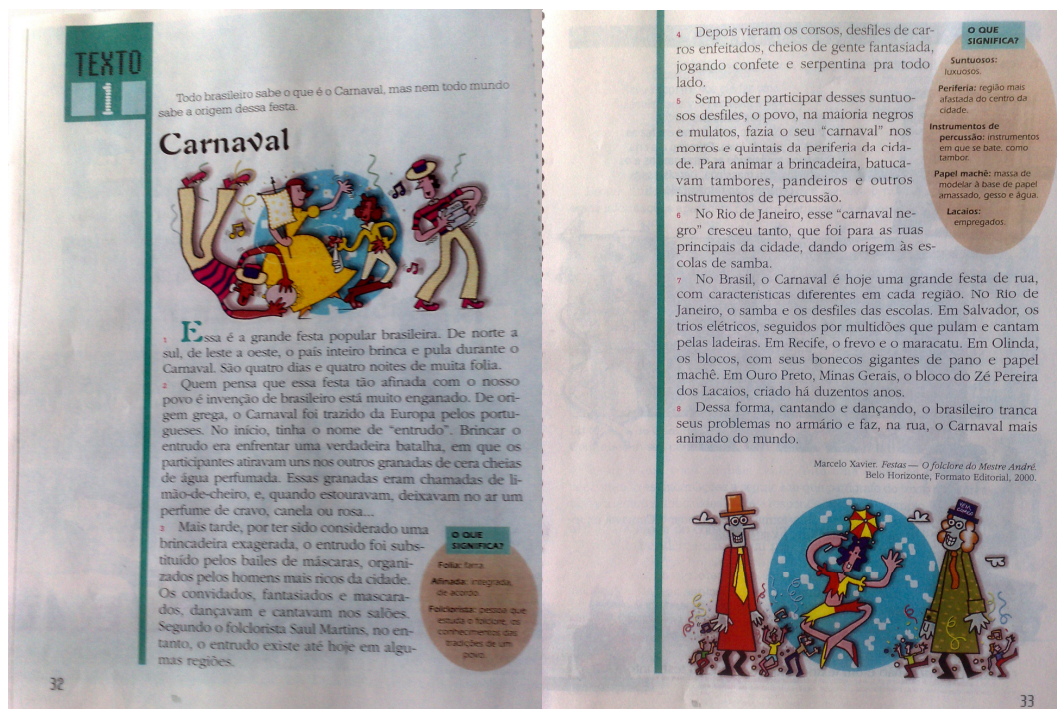 TEXTO
1
Todo brasileiro sabe o que é o Carnaval, mas nem todo mundo
sabe a origem dessa festa.
Carnaval
1 Essa é a grande festa popular brasileira. De norte a
sul, de leste a oeste, o país inteiro brinca e pula durante o
Carnaval. São quatro dias e quatro noites de muita folia.
2 Quem pensa que essa festa tão afinada com o nosso
povo é invenção de brasileiro está muito enganado. De ori-
gem grega, o Carnaval foi trazido da Europa pelos portu-
gueses. No início, tinha o nome de “entrudo”. Brincar o
entrudo era enfrentar uma verdadeira batalha, em que os
participantes atiravam uns nos outros granadas de cera cheias
de água perfumada. Essas granadas eram chamadas de li-
mão-de-cheiro, e, quando estouravam, deixavam no ar um
perfume de cravo, canela ou rosa...
3 Mais tarde, por ter sido considerado uma
brincadeira exagerada, o entrudo foi subs-
tituído pelos bailes de máscaras, organi-
zados pelos homens mais ricos da cidade.
Os convidados, fantasiados e mascara-
dos, dançavam e cantavam nos salões.
Segundo o folclorista Saul Martins, no en-
tanto, o entrudo existe até hoje em algu-
mas regiões.
O QUE
SIGNIFICA?
Folia: farra.
Afinada: integrada,
de acordo.
Folclorista: pessoa que
estuda o folclore, os
conhecimentos das
tradições de um
povo.
32
4 Depois vieram os corsos, desfiles de car-
ros enfeitados, cheios de gente fantasiada,
jogando confete e serpentina pra todo
lado.
5 Sem poder participar desses suntuo-
sos desfiles, o povo, na maioria negros
e mulatos, fazia o seu “carnaval” nos
morros e quintais da periferia da cida-
de. Para animar a brincadeira, batuca-
vam tambores, pandeiros e outros
instrumentos de percussão.
6 No Rio de Janeiro, esse “carnaval ne-
gro” cresceu tanto, que foi para as ruas
principais da cidade, dando origem às es-
colas de samba.
7 No Brasil, o Carnaval é hoje uma grande festa de rua,
com características diferentes em cada região. No Rio de
Janeiro, o samba e os desfiles das escolas. Em Salvador, os
trios elétricos, seguidos por multidões que pulam e cantam
pelas ladeiras. Em Recife, o frevo e o maracatu. Em Olinda,
os blocos, com seus bonecos gigantes de pano e papel
machê. Em Ouro Preto, Minas Gerais, o bloco do Zé Pereira
dos Lacaios, criado há duzentos anos.
8 Dessa forma, cantando e dançando, o brasileiro tranca
seus problemas no armário e faz, na rua, o Carnaval mais
animado do mundo.
O QUE
SIGNIFICA?
Suntuosos:
luxuosos.
Periferia: região mais
afastada do centro da
cidade.
Instrumentos de
percussão: instrumentos
em que se bate, como
tambor.
Papel machê: massa de
modelar à base de papel
amassado, gesso e água.
Lacaios:
empregados.
Marcelo Xavier. Festas — O folclore do Mestre André.
Belo Horizonte, Formato Editorial, 2000.
33